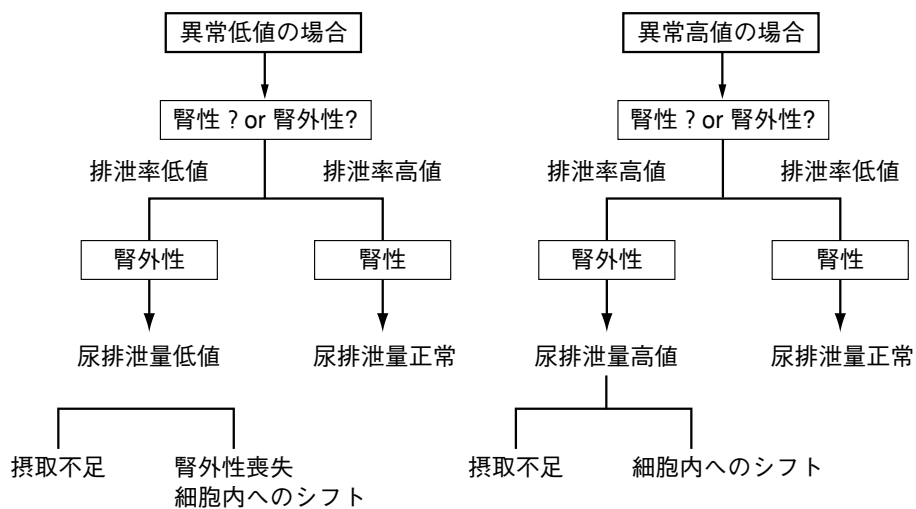 異常低値の場合
腎性？or 腎外性?
排泄率低値
排泄率高値
腎外性
腎性
尿排泄量低値
尿排泄量正常
摂取不足
腎外性喪失
細胞内へのシフト
異常高値の場合
腎性？or 腎外性?
排泄率高値
排泄率低値
腎外性
腎性
尿排泄量高値
尿排泄量正常
摂取不足
細胞内へのシフト